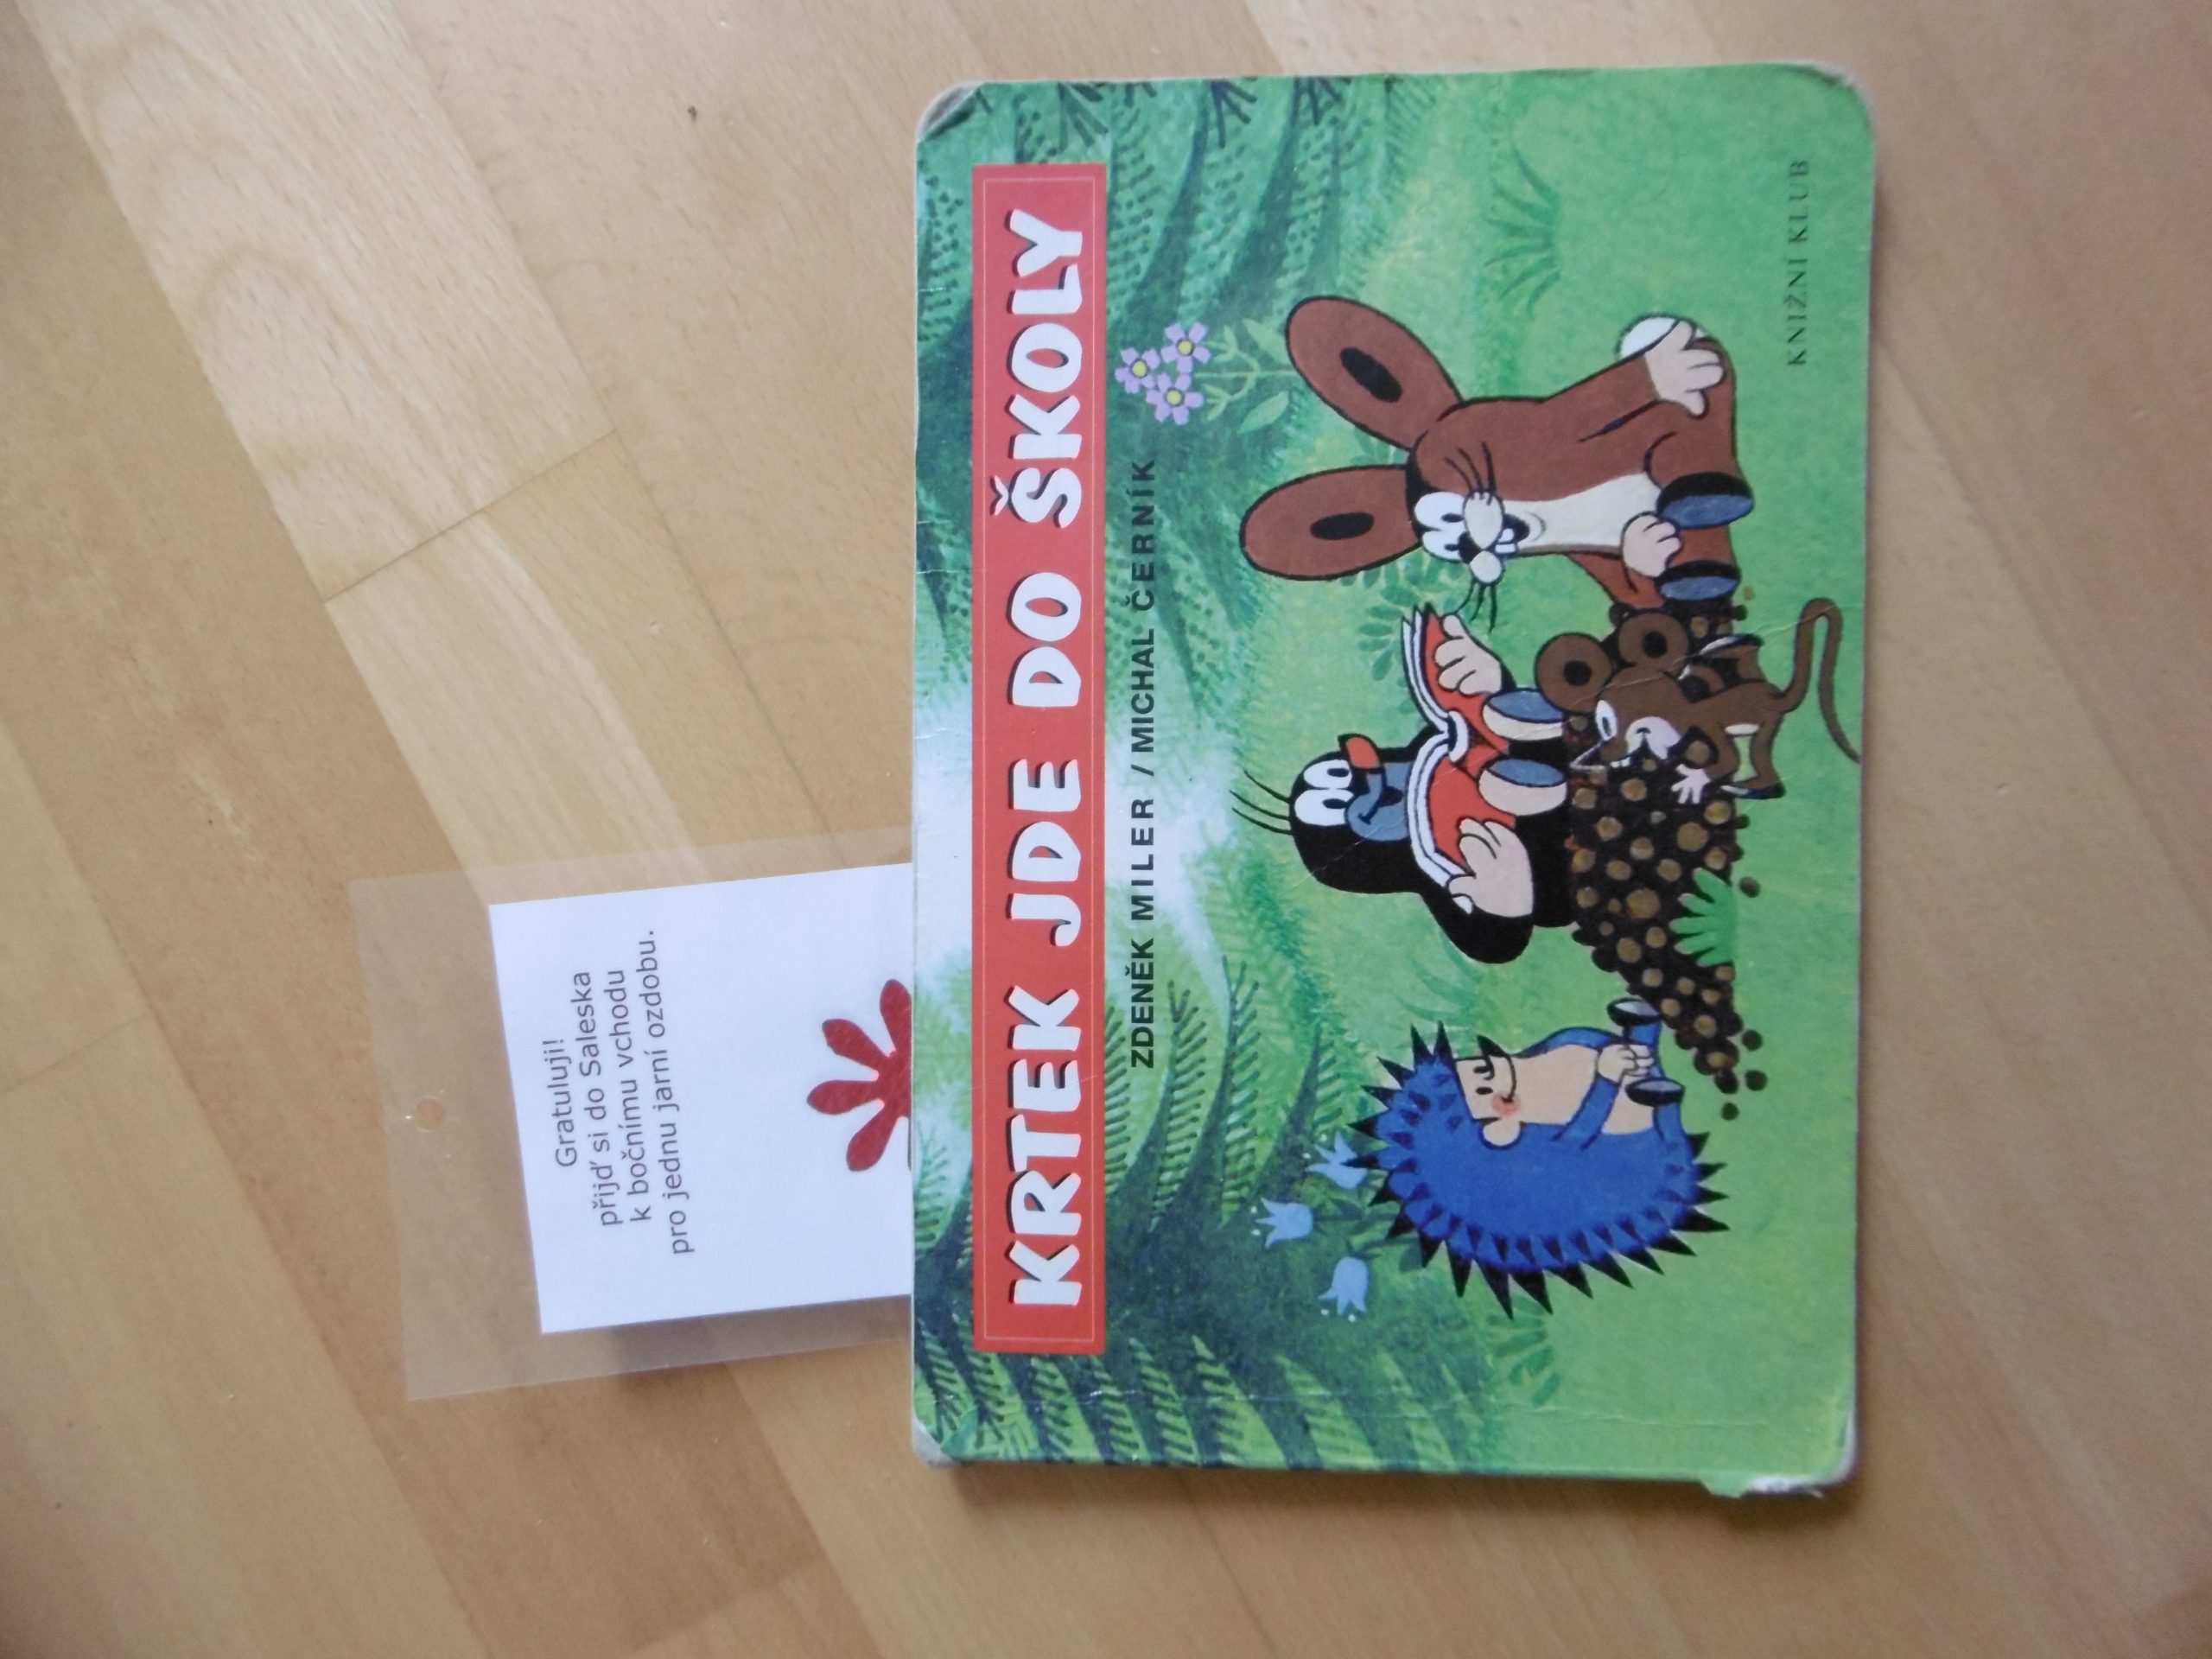 Gratuluji!
přijď si do Saleska
k bočnímu vchodu
pro jednu jarní ozdobu.
KRTEK JDE DO ŠKOLY
ZDENĚK MILER / MICHAL ČERNÍK
KNIŽNÍ KLUB